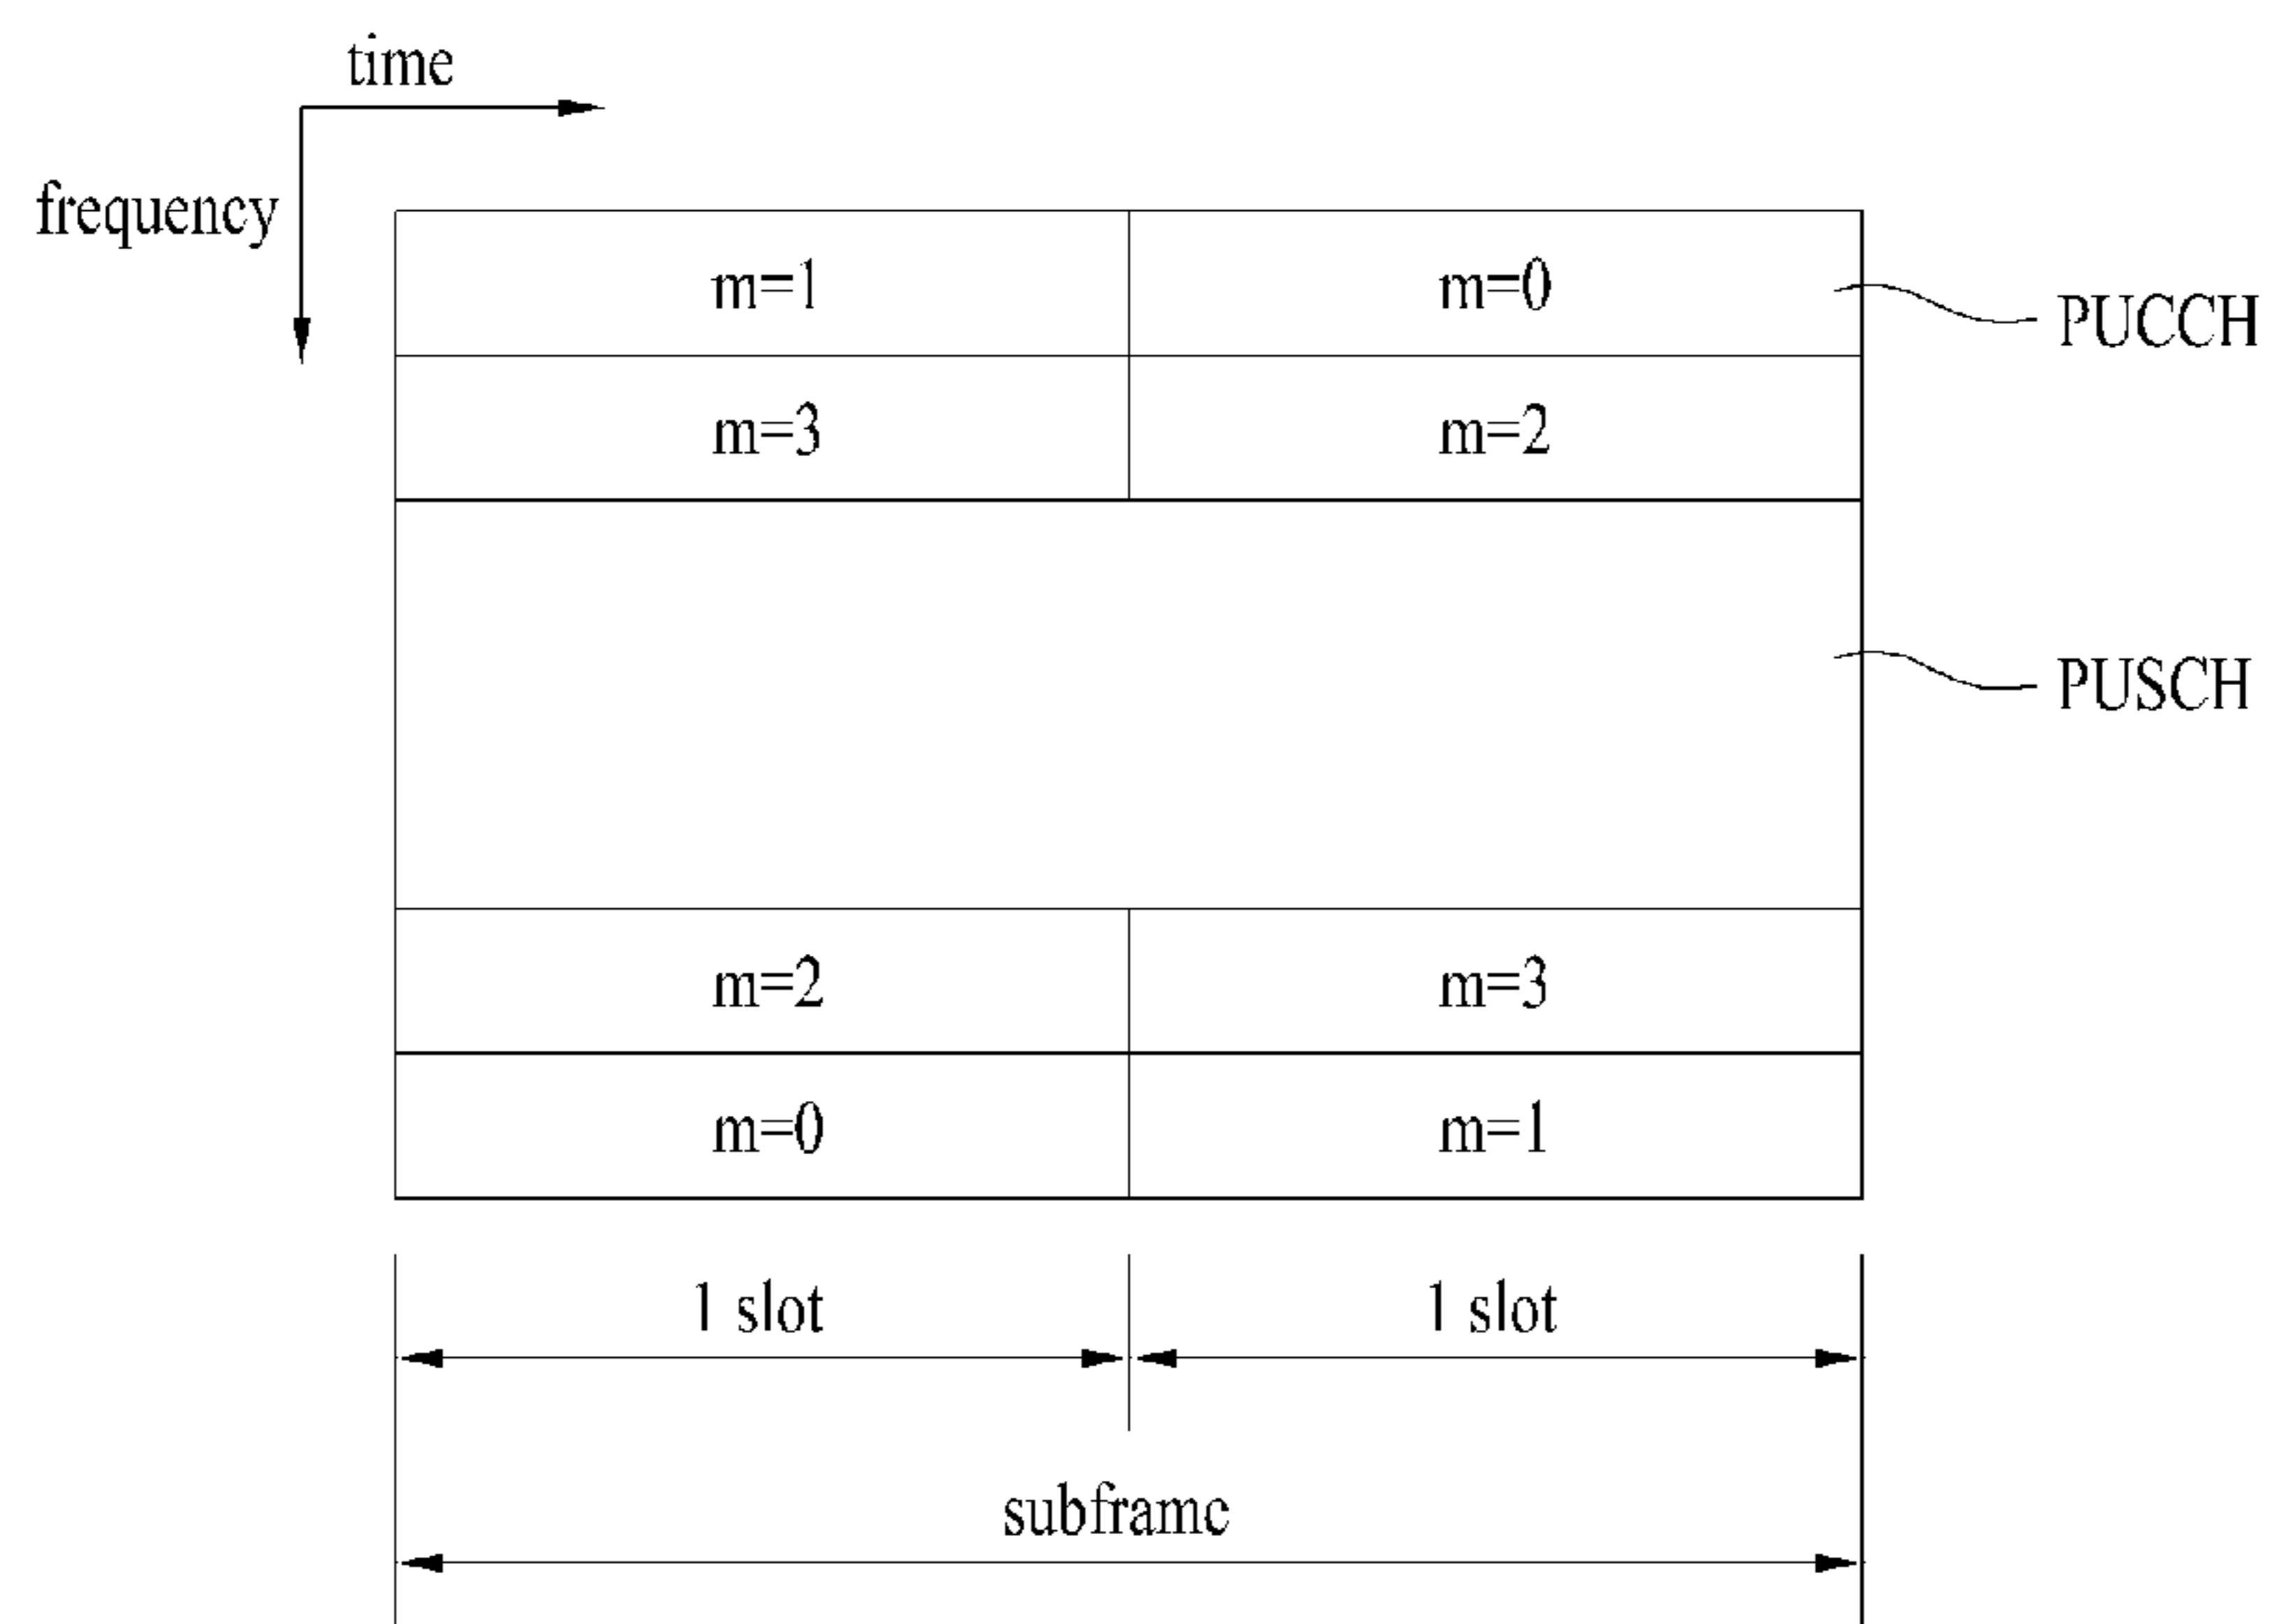 time
frequency
m=1 m=0
PUCCH
m=3 m=2
PUSCH
m=2 m=3
m=0 m=1
1 slot 1 slot
subframe